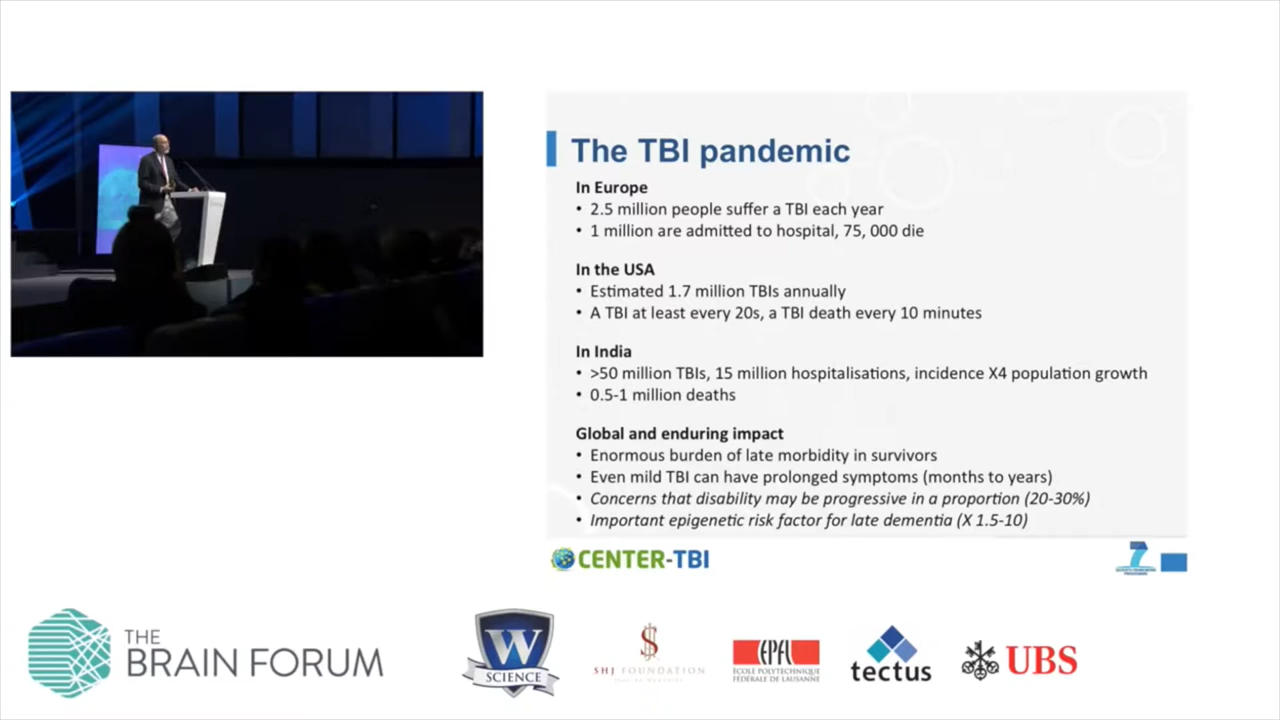 The TBI pandemic
In Europe
• 2.5 million people suffer a TBI each year
• 1 million are admitted to hospital, 75, 000 die
In the USA
• Estimated 1.7 million TBIs annually
• A TBI at least every 20s, a TBI death every 10 minutes
In India
• >50 million TBIs, 15 million hospitalisations, incidence X4 population growth
• 0.5-1 million deaths
Global and enduring impact
• Enormous burden of late morbidity in survivors
• Even mild TBI can have prolonged symptoms (months to years)
• Concerns that disability may be progressive in a proportion (20-30%)
• Important epigenetic risk factor for late dementia (X 1.5-10)
CENTER-TBI
7
THE
BRAIN FORUM
W
SCIENCE
SHJ FOUNDATION
EPFL
ECOLE POLYTECHNIQUE
FÉDÉRALE DE LAUSANNE
tectus
UBS